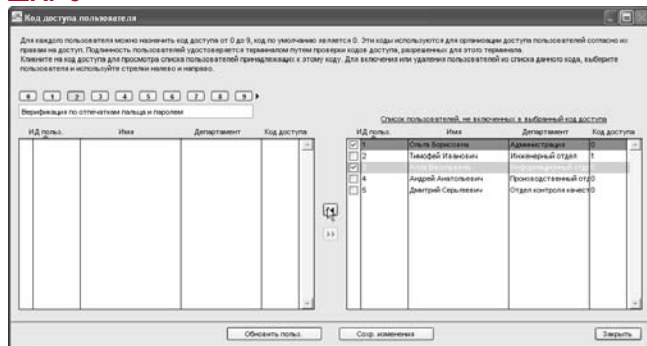 Код доступа пользователя
Для каждого пользователя можно назначить код доступа от 0 до 9, код по умолчанию является 0. Эти коды используются для организации доступа пользователей согласно их
правам на доступ. Подлинность пользователей удостоверяется терминалом путем проверки кодов доступа, разрешенных для этого терминала.
Кликните на код доступа для просмотра списка пользователей принадлежащих к этому коду. Для включения или удаления пользователей из списка данного кода, выберите
пользователя и используйте стрелки налево и направо.
0 1 2 3 4 5 6 7 8 9
Верификация по отпечаткам пальца и паролем
Список пользователей, не включенных в выбранный код доступа
ИД польз. Имя Департамент Код доступа
ИД польз. Имя Департамент Код доступа
1 Ольга Борисовна Администрация 0
2 Тимофей Иванович Инженерный отдел 1
3
4 Андрей Анатольевич Производственный отд 0
5 Дмитрий Сергеевич Отдел контроля качест 0
<<
>>
Обновить польз. Сохр. изменения Закрыть